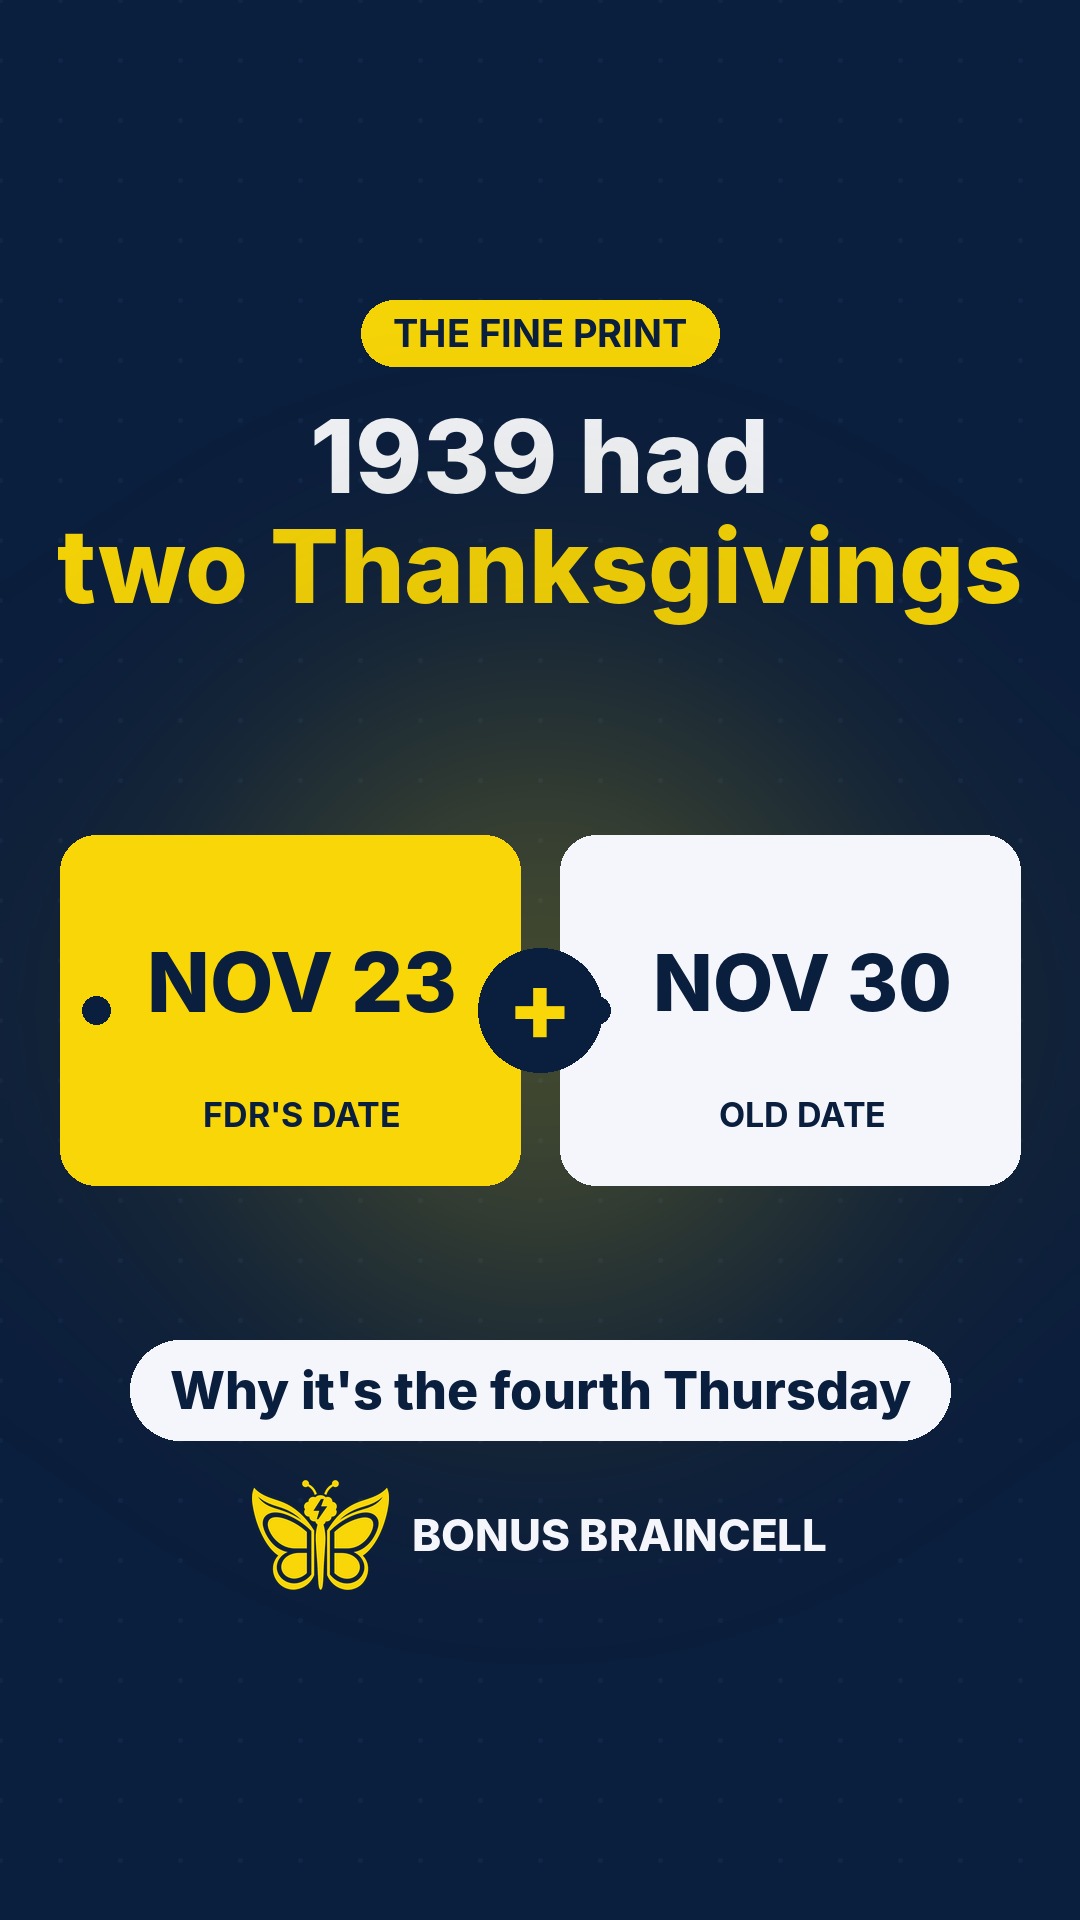 THE FINE PRINT
1939 had
two Thanksgivings
NOV 23
FDR'S DATE
+
NOV 30
OLD DATE
Why it's the fourth Thursday
BONUS BRAINCELL